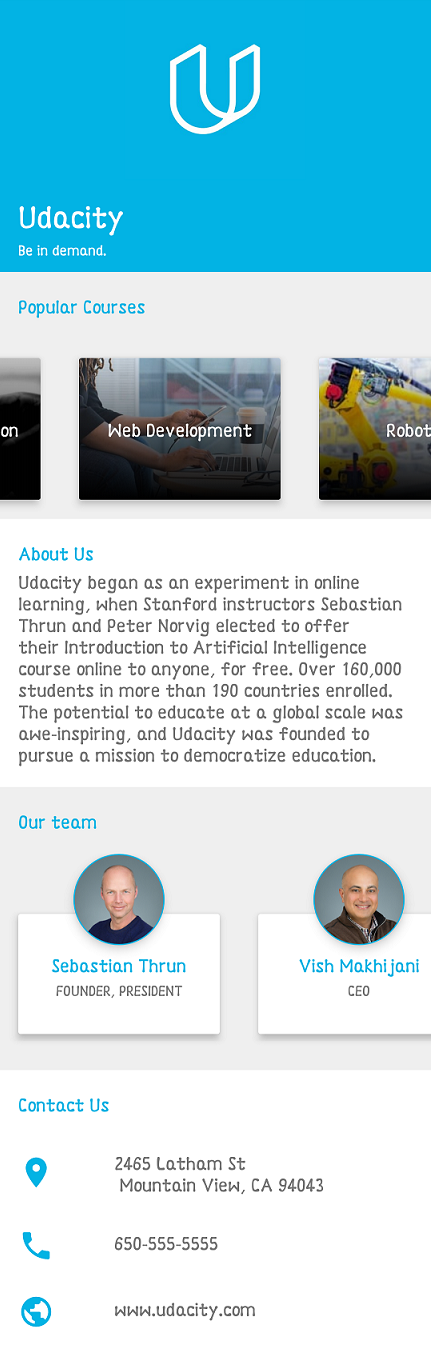 Udacity
Be in demand.
Popular Courses
on
Web Development
Robot
About Us
Udacity began as an experiment in online
learning, when Stanford instructors Sebastian
Thrun and Peter Norvig elected to offer
their Introduction to Artificial Intelligence
course online to anyone, for free. Over 160,000
students in more than 190 countries enrolled.
The potential to educate at a global scale was
awe-inspiring, and Udacity was founded to
pursue a mission to democratize education.
Our team
Sebastian Thrun
FOUNDER, PRESIDENT
Vish Makhijani
CEO
Contact Us
2465 Latham St
Mountain View, CA 94043
650-555-5555
www.udacity.com